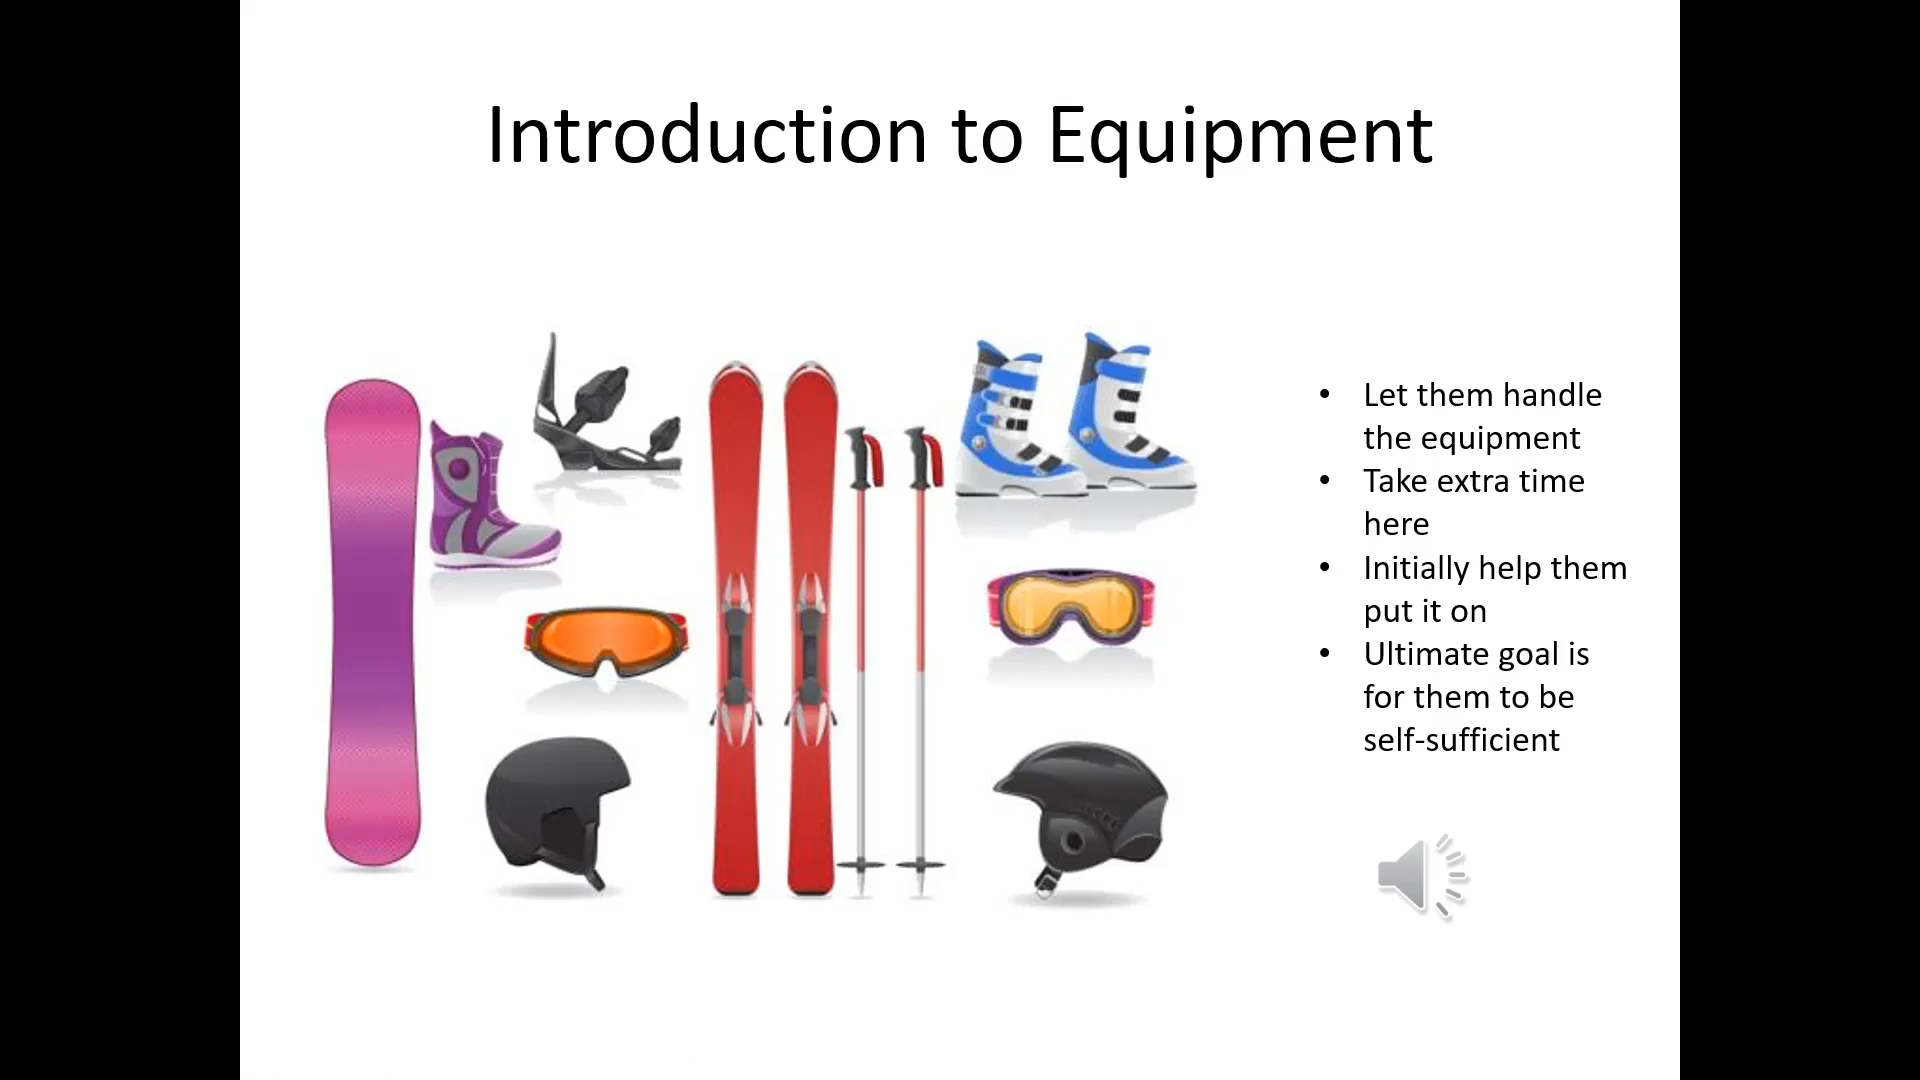 Introduction to Equipment
• Let them handle
the equipment
• Take extra time
here
• Initially help them
put it on
• Ultimate goal is
for them to be
self-sufficient